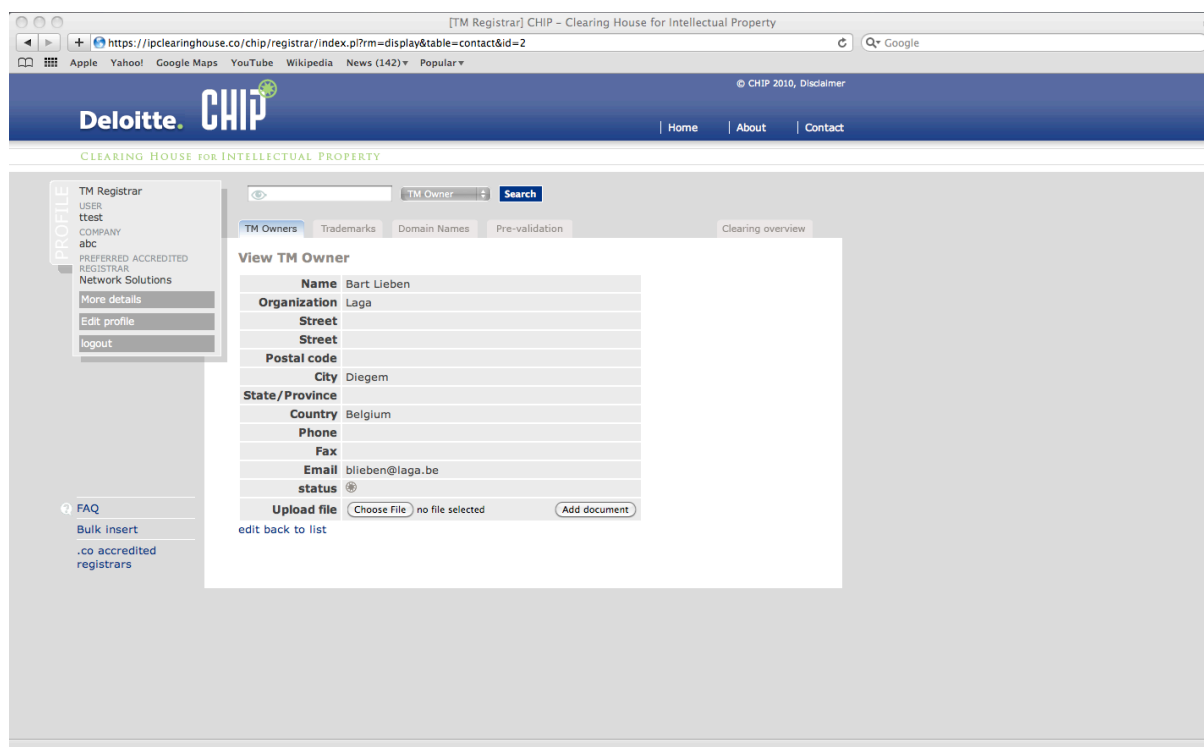 [TM Registrar] CHIP – Clearing House for Intellectual Property
https://ipclearinghouse.co/chip/registrar/index.pl?rm=display&table=contact&id=2
Google
Apple Yahoo! Google Maps YouTube Wikipedia News (142) Popular
© CHIP 2010, Disclaimer
Deloitte. CHIP
| Home | About | Contact
CLEARING HOUSE FOR INTELLECTUAL PROPERTY
PROFILE
TM Registrar
USER
ttest
COMPANY
abc
PREFERRED ACCREDITED
REGISTRAR
Network Solutions
More details
Edit profile
logout
TM Owner Search
TM Owners Trademarks Domain Names Pre-validation Clearing overview
View TM Owner
Name Bart Lieben
Organization Laga
Street
Street
Postal code
City Diegem
State/Province
Country Belgium
Phone
Fax
Email blieben@laga.be
status
Upload file Choose File no file selected Add document
edit back to list
? FAQ
Bulk insert
.co accredited
registrars